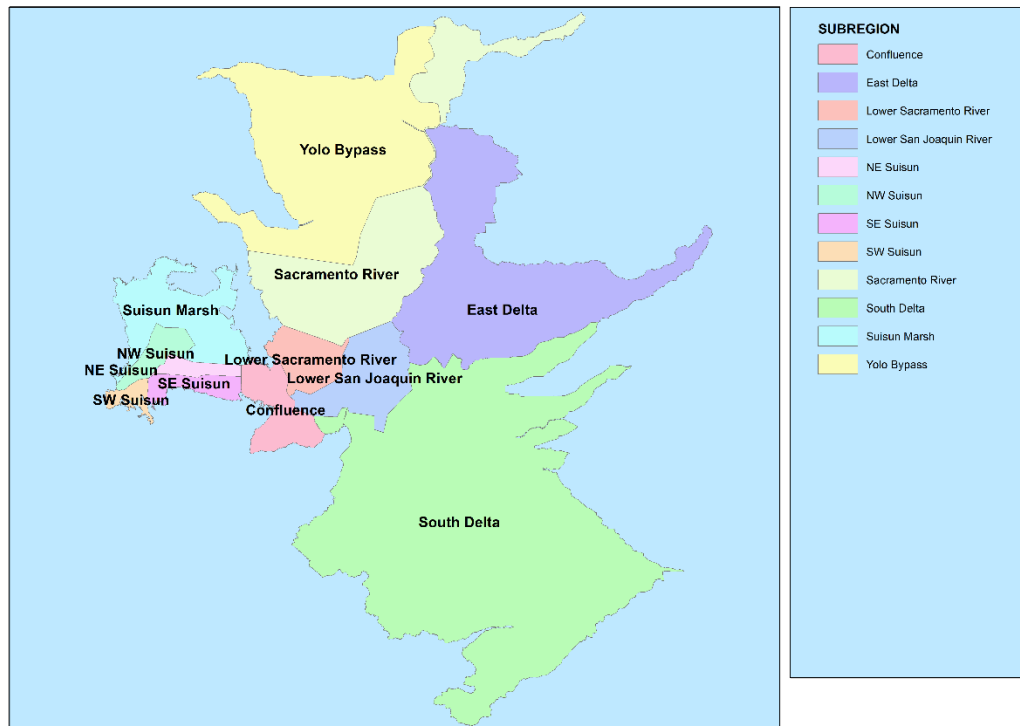 Yolo Bypass
Sacramento River
Suisun Marsh
East Delta
NW Suisun
Lower Sacramento River
NE Suisun
SE Suisun
Lower San Joaquin River
SW Suisun
Confluence
South Delta
SUBREGION
Confluence
East Delta
Lower Sacramento River
Lower San Joaquin River
NE Suisun
NW Suisun
SE Suisun
SW Suisun
Sacramento River
South Delta
Suisun Marsh
Yolo Bypass